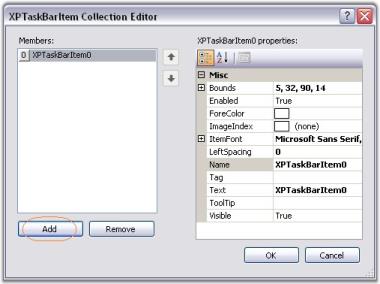 XPTaskBarItem Collection Editor
Members:
0 XPTaskBarItem0
Add
Remove
XPTaskBarItem0 properties:
Misc
Bounds 5, 32, 90, 14
Enabled True
ForeColor
ImageIndex (none)
ItemFont Microsoft Sans Serif,
LeftSpacing 0
Name XPTaskBarItem0
Tag
Text XPTaskBarItem0
ToolTip
Visible True
OK
Cancel